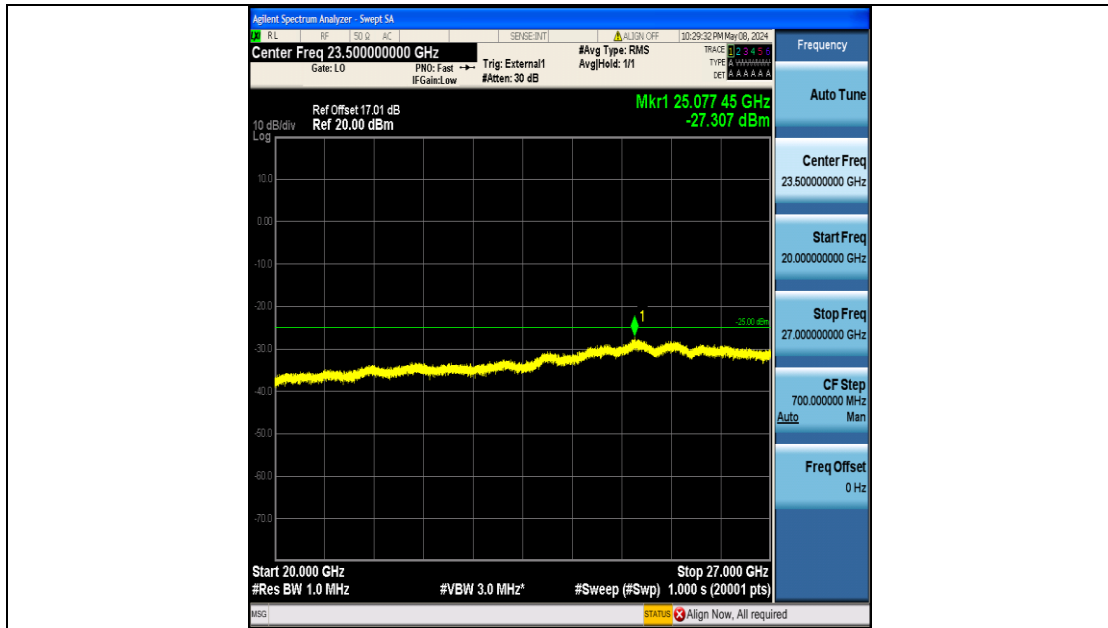 Agilent Spectrum Analyzer - Swept SA
RL RF 50 Ω AC SENSE:INT ALIGN OFF 10:29:32 PM May 08, 2024
Center Freq 23.500000000 GHz
Gate: LO
PNO: Fast
IFGain:Low
Trig: External1
#Atten: 30 dB
#Avg Type: RMS
Avg|Hold: 1/1
TRACE 1 2 3 4 5 6
TYPE A
DET A A A A A A
Mkr1 25.077 45 GHz
-27.307 dBm
Ref Offset 17.01 dB
10 dB/div Ref 20.00 dBm
Log
10.0
0.00
-10.0
-20.0
-30.0
-40.0
-50.0
-60.0
-70.0
1
-25.00 dBm
Start 20.000 GHz Stop 27.000 GHz
#Res BW 1.0 MHz #VBW 3.0 MHz* #Sweep (#Swp) 1.000 s (20001 pts)
MSG STATUS Align Now, All required
Frequency
Auto Tune
Center Freq
23.500000000 GHz
Start Freq
20.000000000 GHz
Stop Freq
27.000000000 GHz
CF Step
700.000000 MHz
Auto Man
Freq Offset
0 Hz